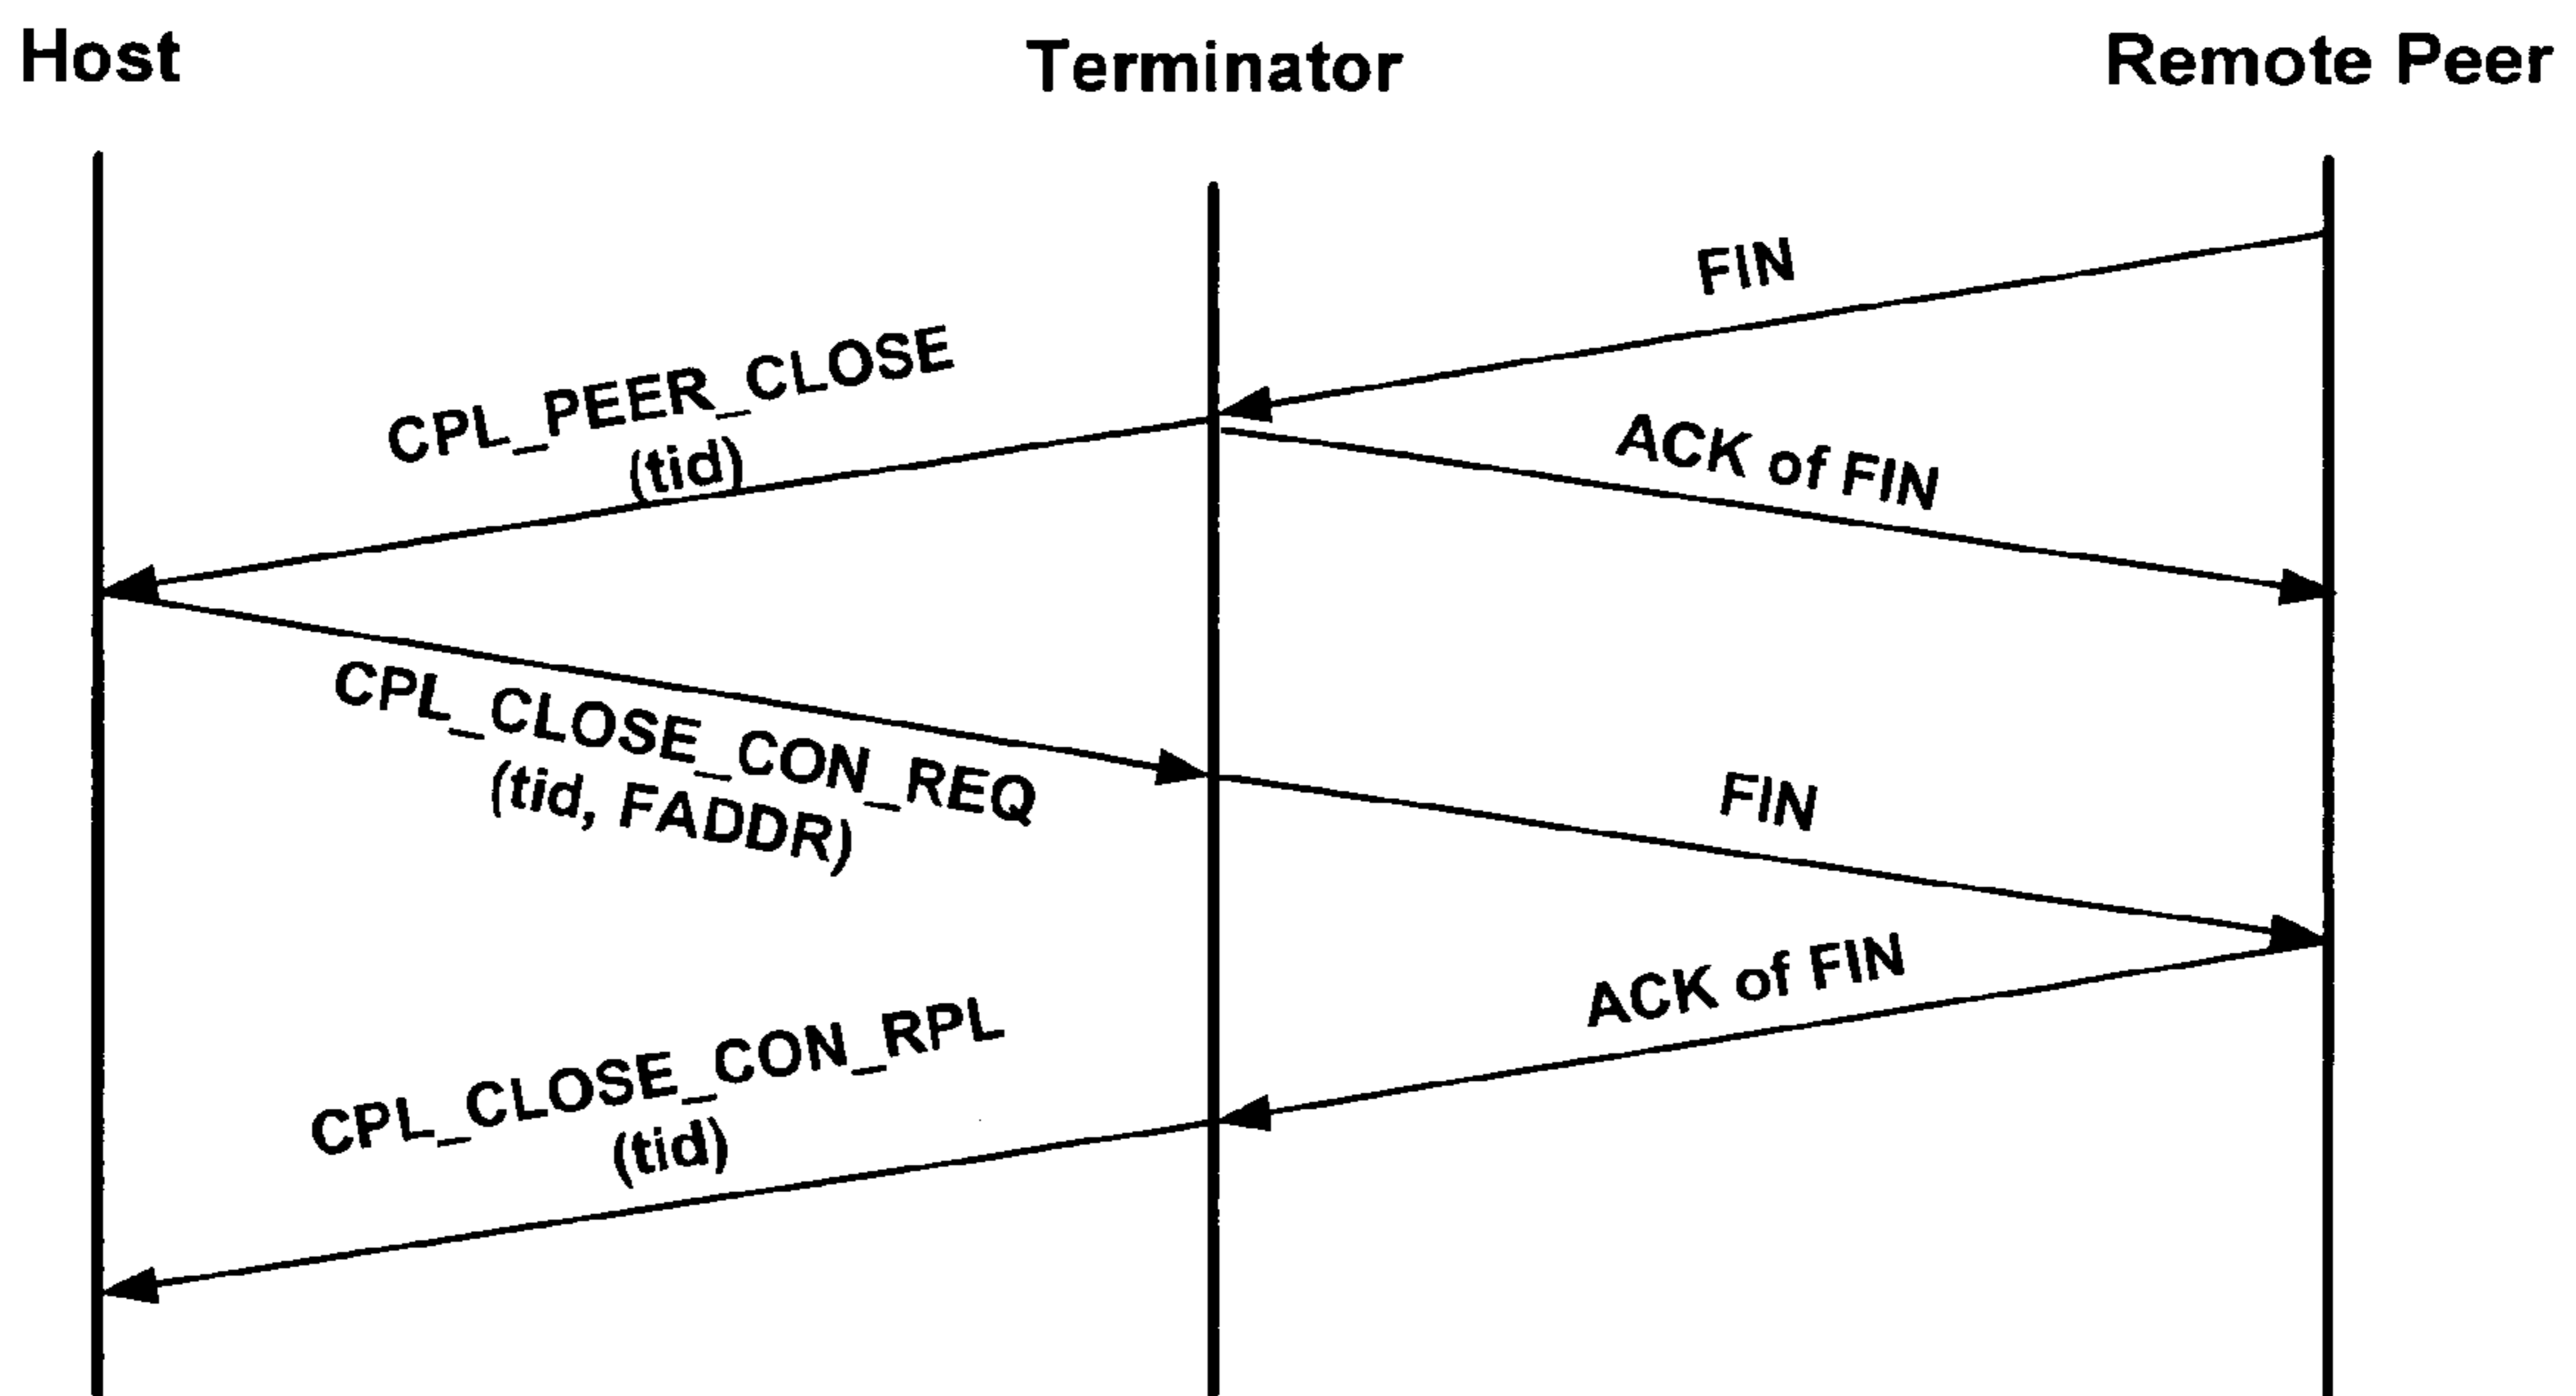 Host
Terminator
Remote Peer
FIN
CPL_PEER_CLOSE
(tid)
ACK of FIN
CPL_CLOSE_CON_REQ
(tid, FADDR)
FIN
ACK of FIN
CPL_CLOSE_CON_RPL
(tid)